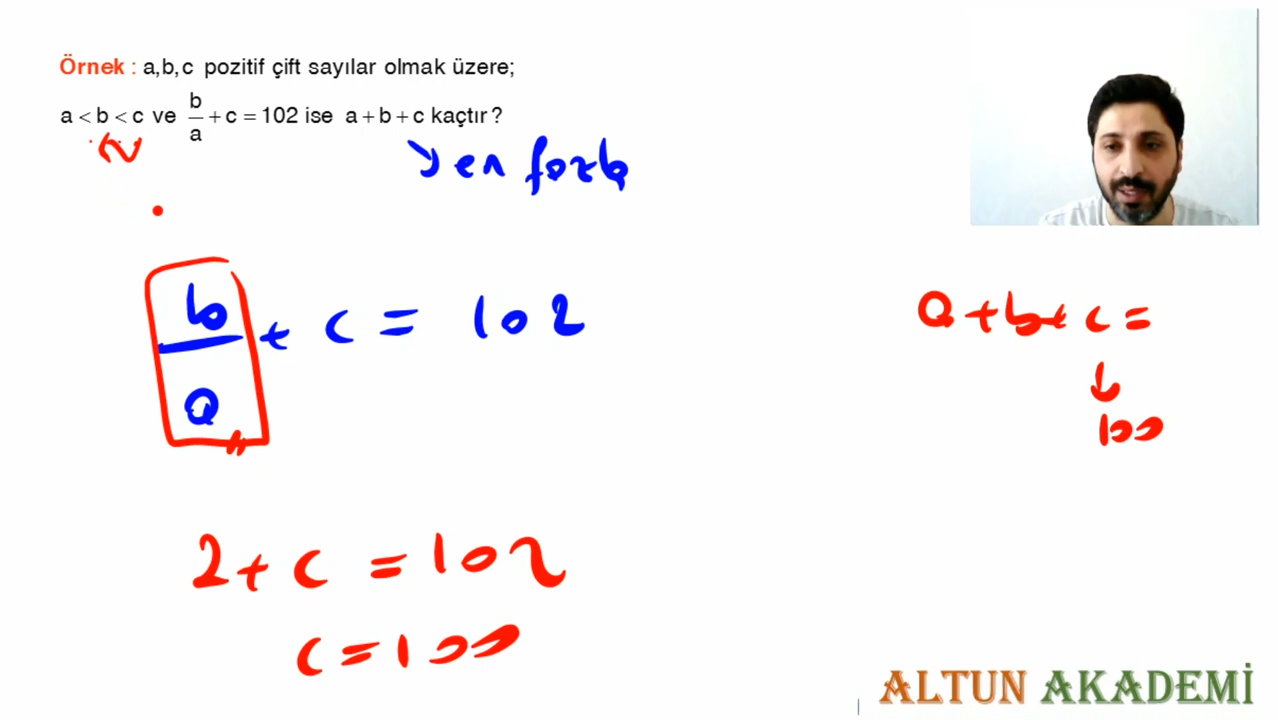 Örnek : a,b,c pozitif çift sayılar olmak üzere;
a < b < c ve b/a + c = 102 ise a + b + c kaçtır ?
en fazla
b/a + c = 102
a + b + c =
100
2 + c = 102
c = 100
ALTUN AKADEMİ